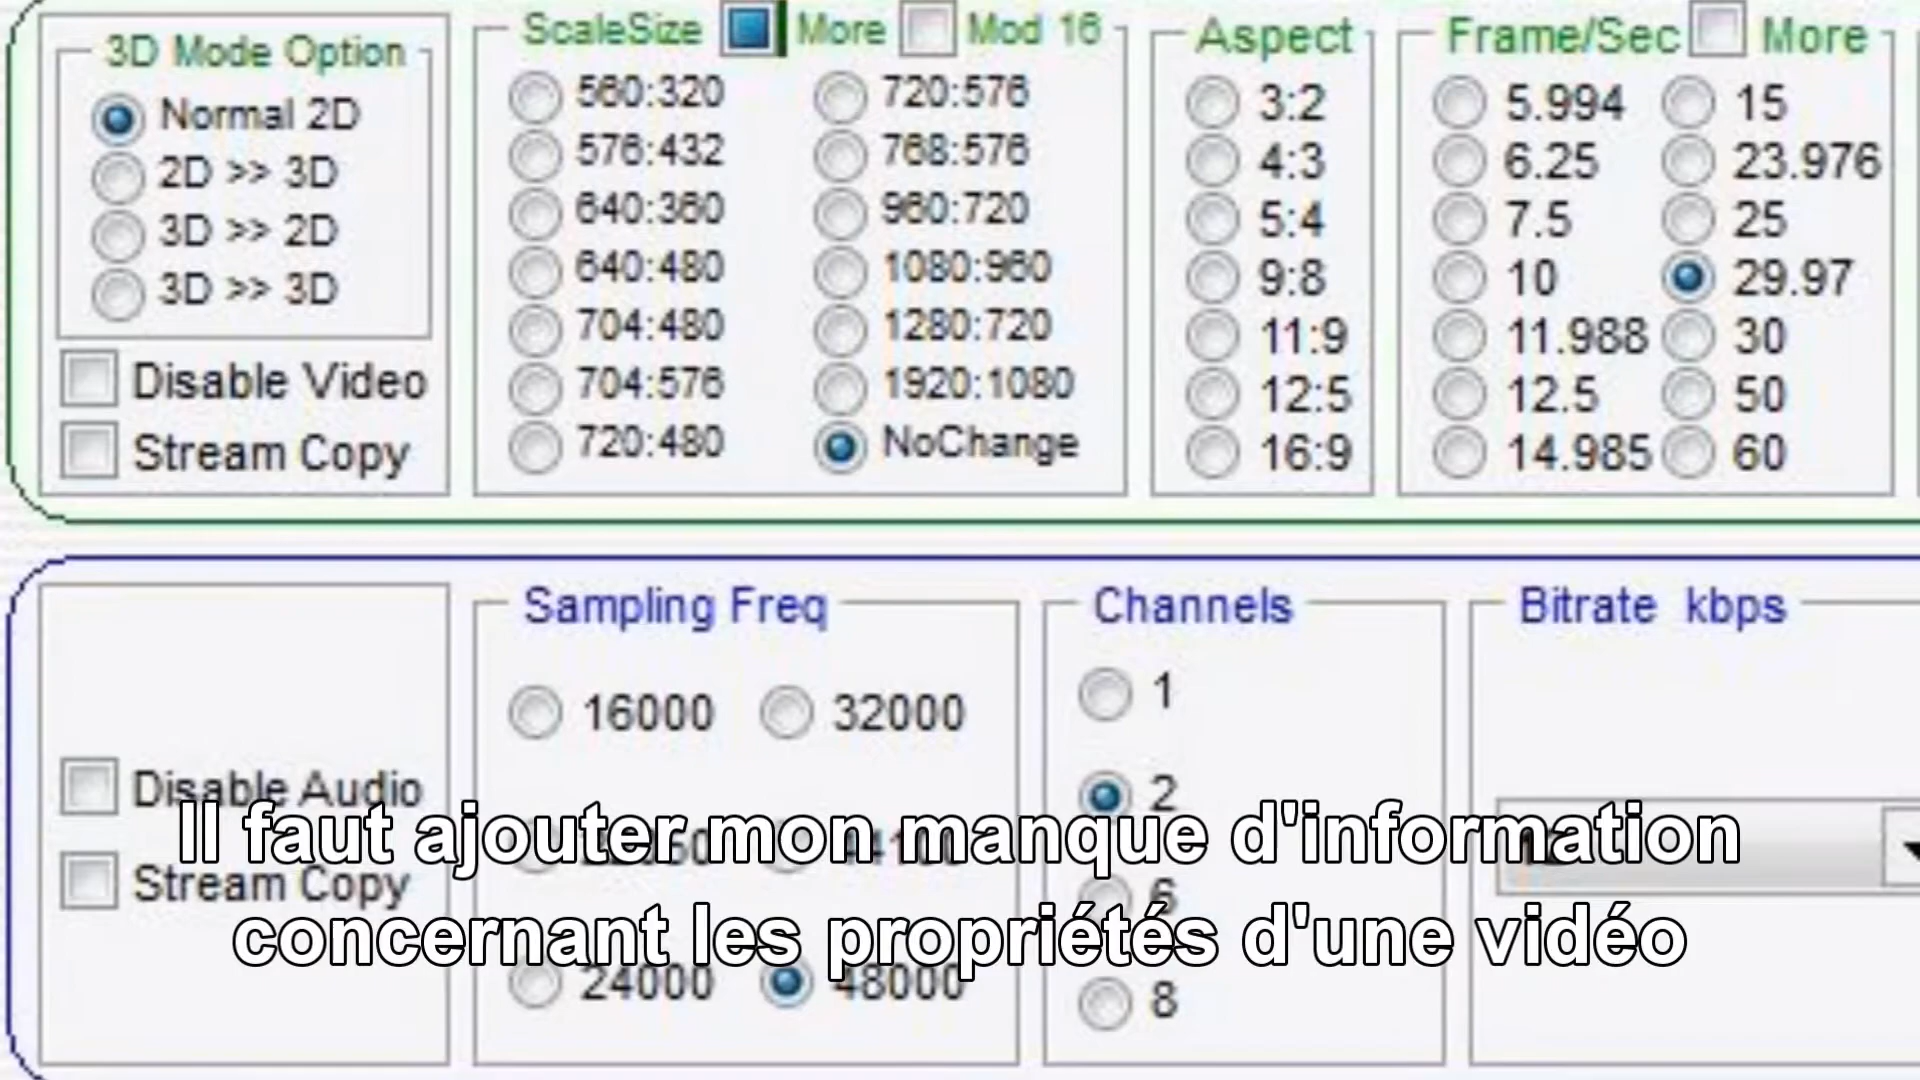 3D Mode Option
Normal 2D
2D >> 3D
3D >> 2D
3D >> 3D
Disable Video
Stream Copy
ScaleSize More Mod 16
560:320 720:576
576:432 768:576
640:360 960:720
640:480 1080:960
704:480 1280:720
704:576 1920:1080
720:480 NoChange
Aspect
3:2
4:3
5:4
9:8
11:9
12:5
16:9
Frame/Sec More
5.994 15
6.25 23.976
7.5 25
10 29.97
11.988 30
12.5 50
14.985 60
Disable Audio
Stream Copy
Sampling Freq
16000 32000
24000 48000
Channels
1
2
6
8
Bitrate kbps
Il faut ajouter mon manque d'information
concernant les propriétés d'une vidéo